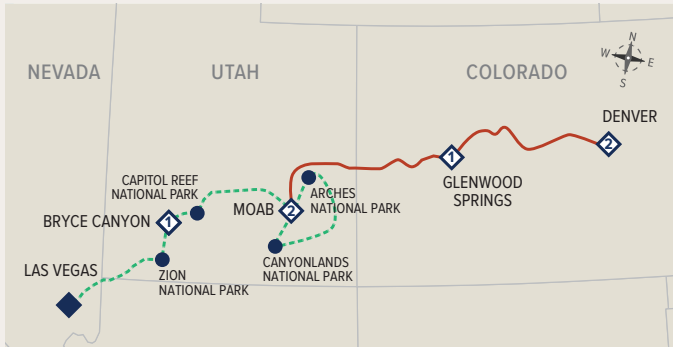 NEVADA
UTAH
COLORADO
N
W
E
S
DENVER
2
1
GLENWOOD
SPRINGS
CAPITOL REEF
NATIONAL PARK
ARCHES
NATIONAL PARK
MOAB
2
BRYCE CANYON
1
CANYONLANDS
NATIONAL PARK
ZION
NATIONAL PARK
LAS VEGAS